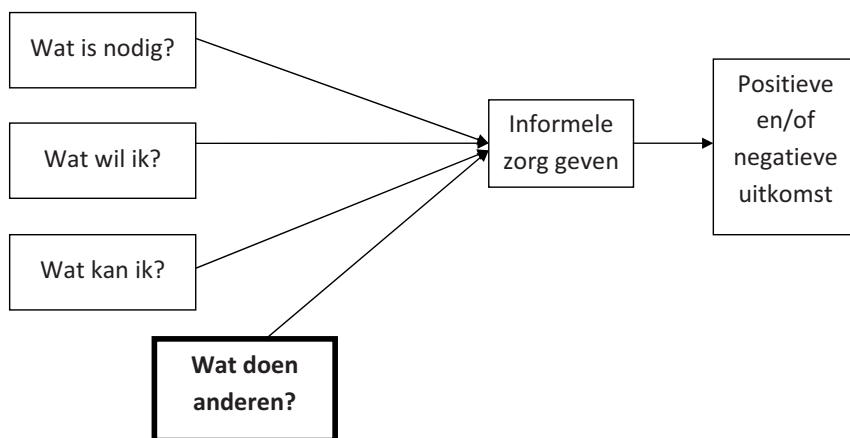 Wat is nodig?
Wat wil ik?
Wat kan ik?
Wat doen
anderen?
Informele
zorg geven
Positieve
en/of
negatieve
uitkomst